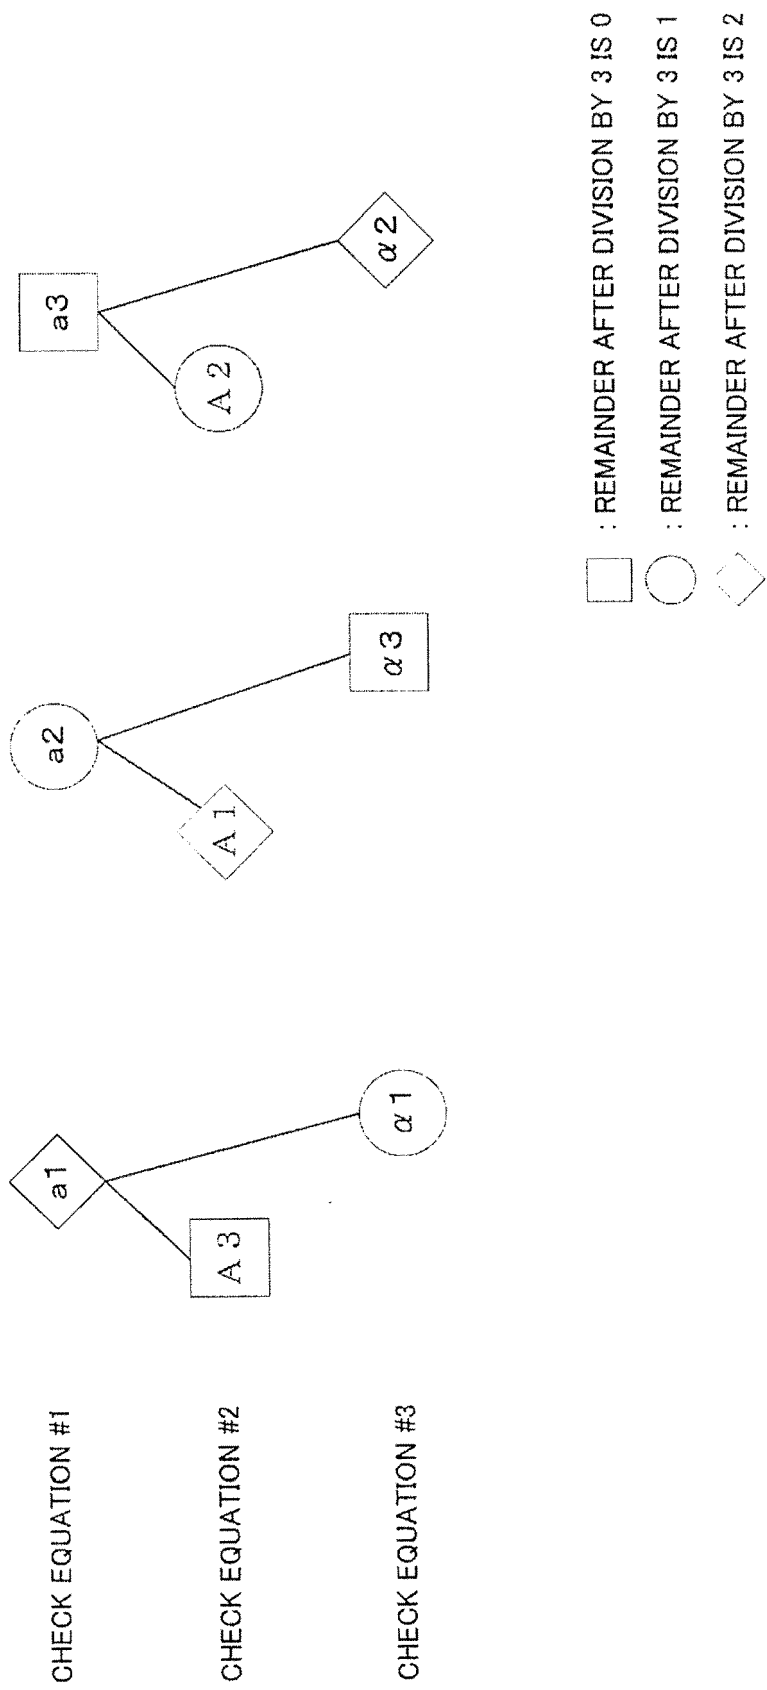 CHECK EQUATION #1
a1
a2
a3
CHECK EQUATION #2
A 3
A 1
A 2
CHECK EQUATION #3
α 1
α 3
α 2
: REMAINDER AFTER DIVISION BY 3 IS 0
: REMAINDER AFTER DIVISION BY 3 IS 1
: REMAINDER AFTER DIVISION BY 3 IS 2